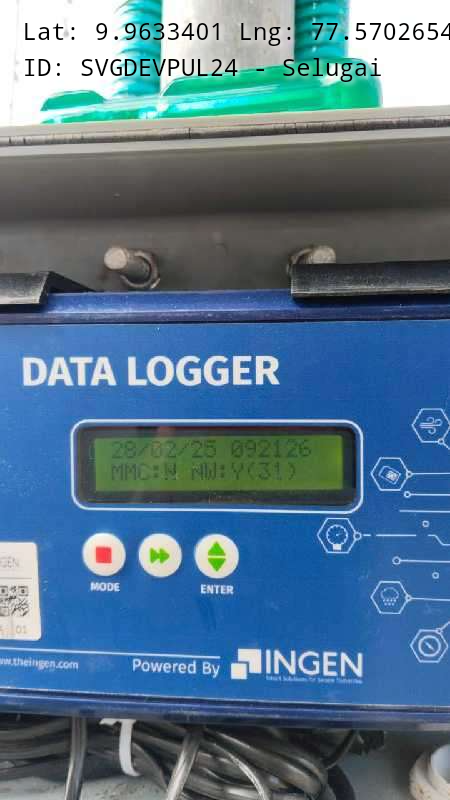 Lat: 9.9633401 Lng: 77.5702654
ID: SVGDEVPUL24 - Selugai
DATA LOGGER
28/02/25 092126
MMC:N NW:Y(31)
MODE
ENTER
01
www.theingen.com
Powered By INGEN